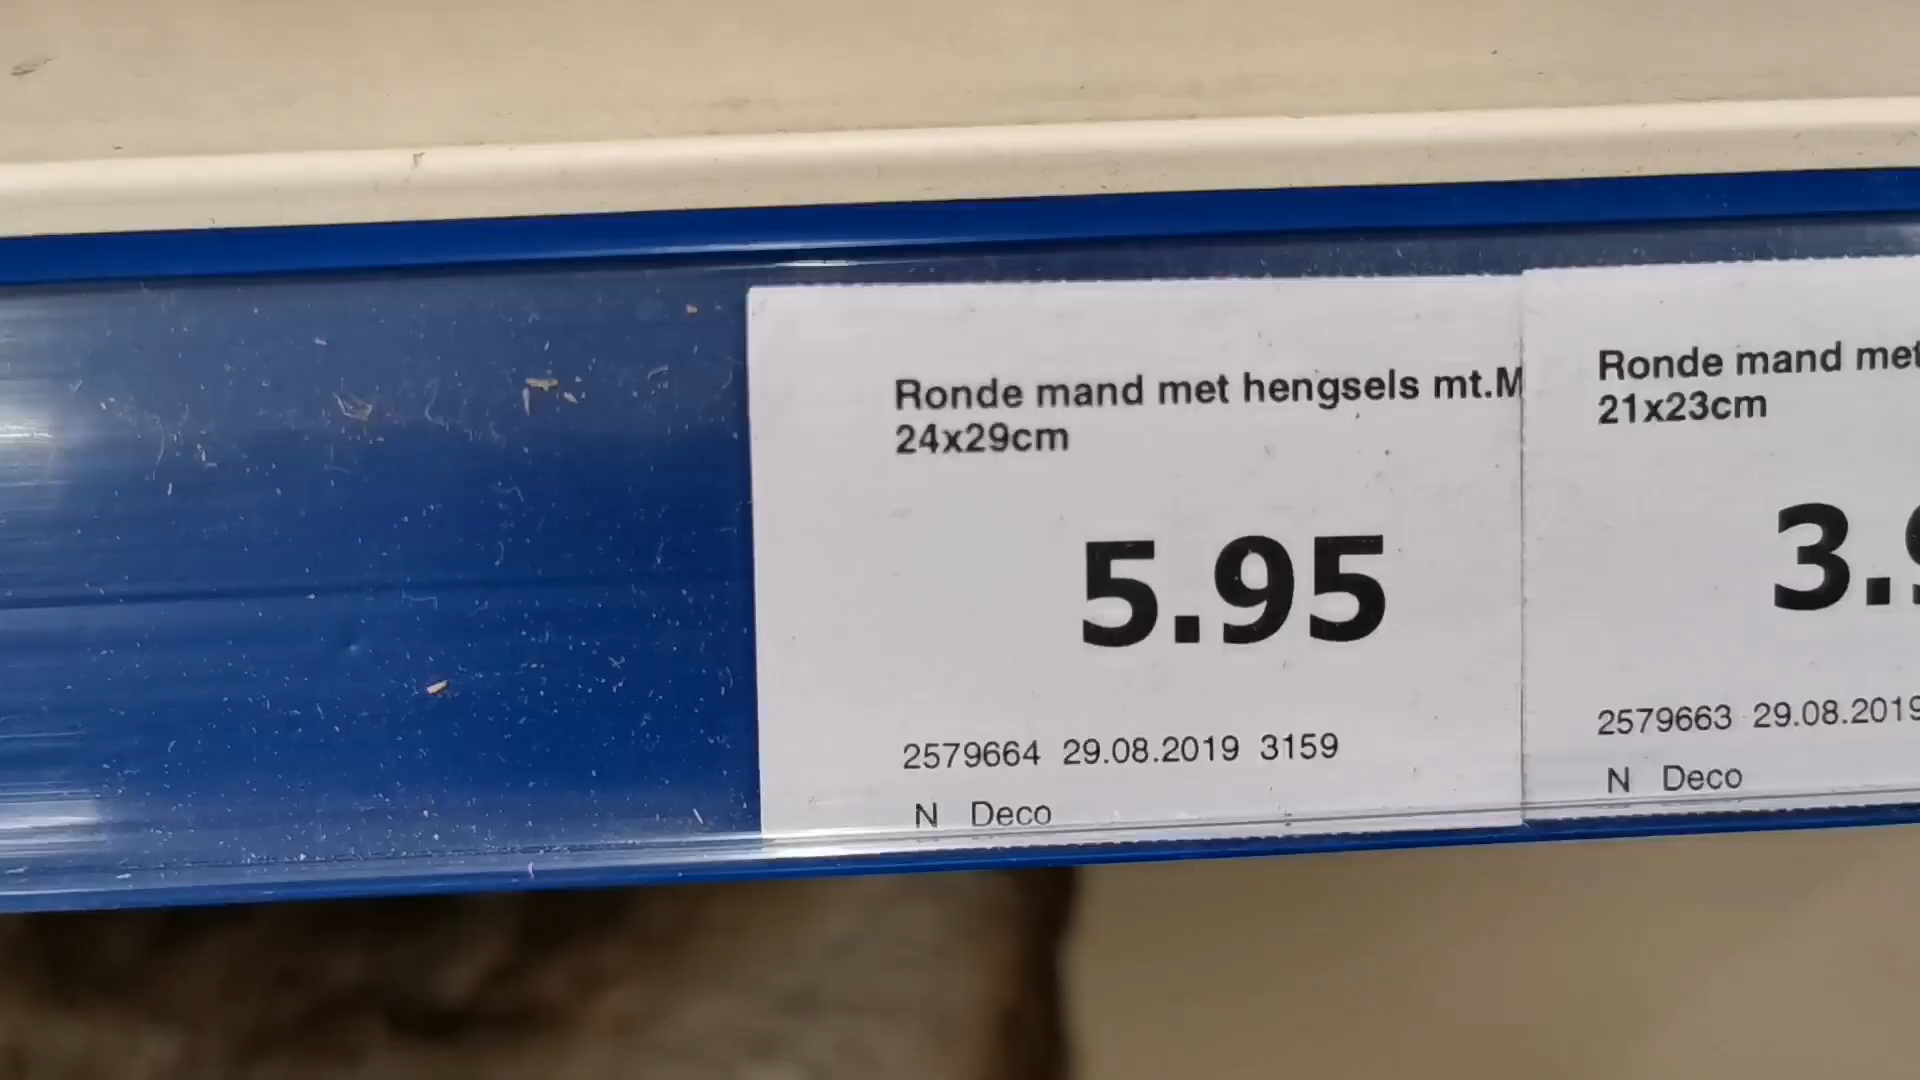 Ronde mand met hengsels mt.M
24x29cm
5.95
2579664 29.08.2019 3159
N Deco
Ronde mand met
21x23cm
3.9
2579663 29.08.2019
N Deco